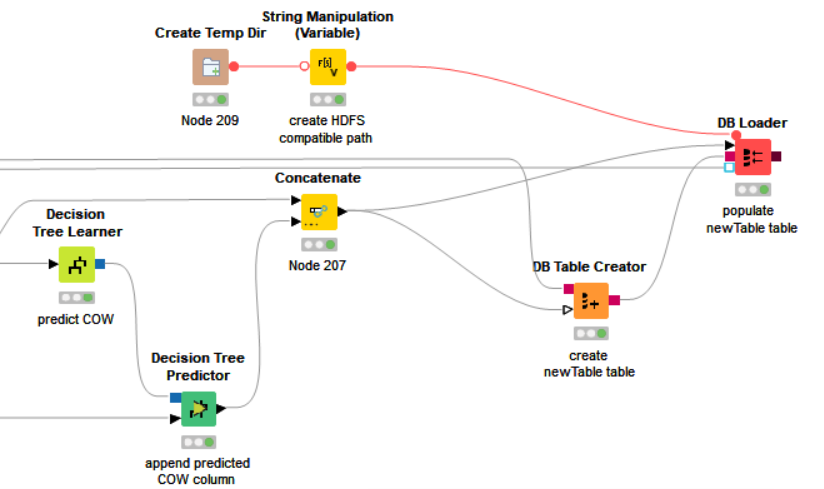 String Manipulation
(Variable)
Create Temp Dir
r[s]
V
Node 209
create HDFS
compatible path
DB Loader
populate
newTable table
Concatenate
Node 207
Decision
Tree Learner
predict COW
DB Table Creator
create
newTable table
Decision Tree
Predictor
append predicted
COW column